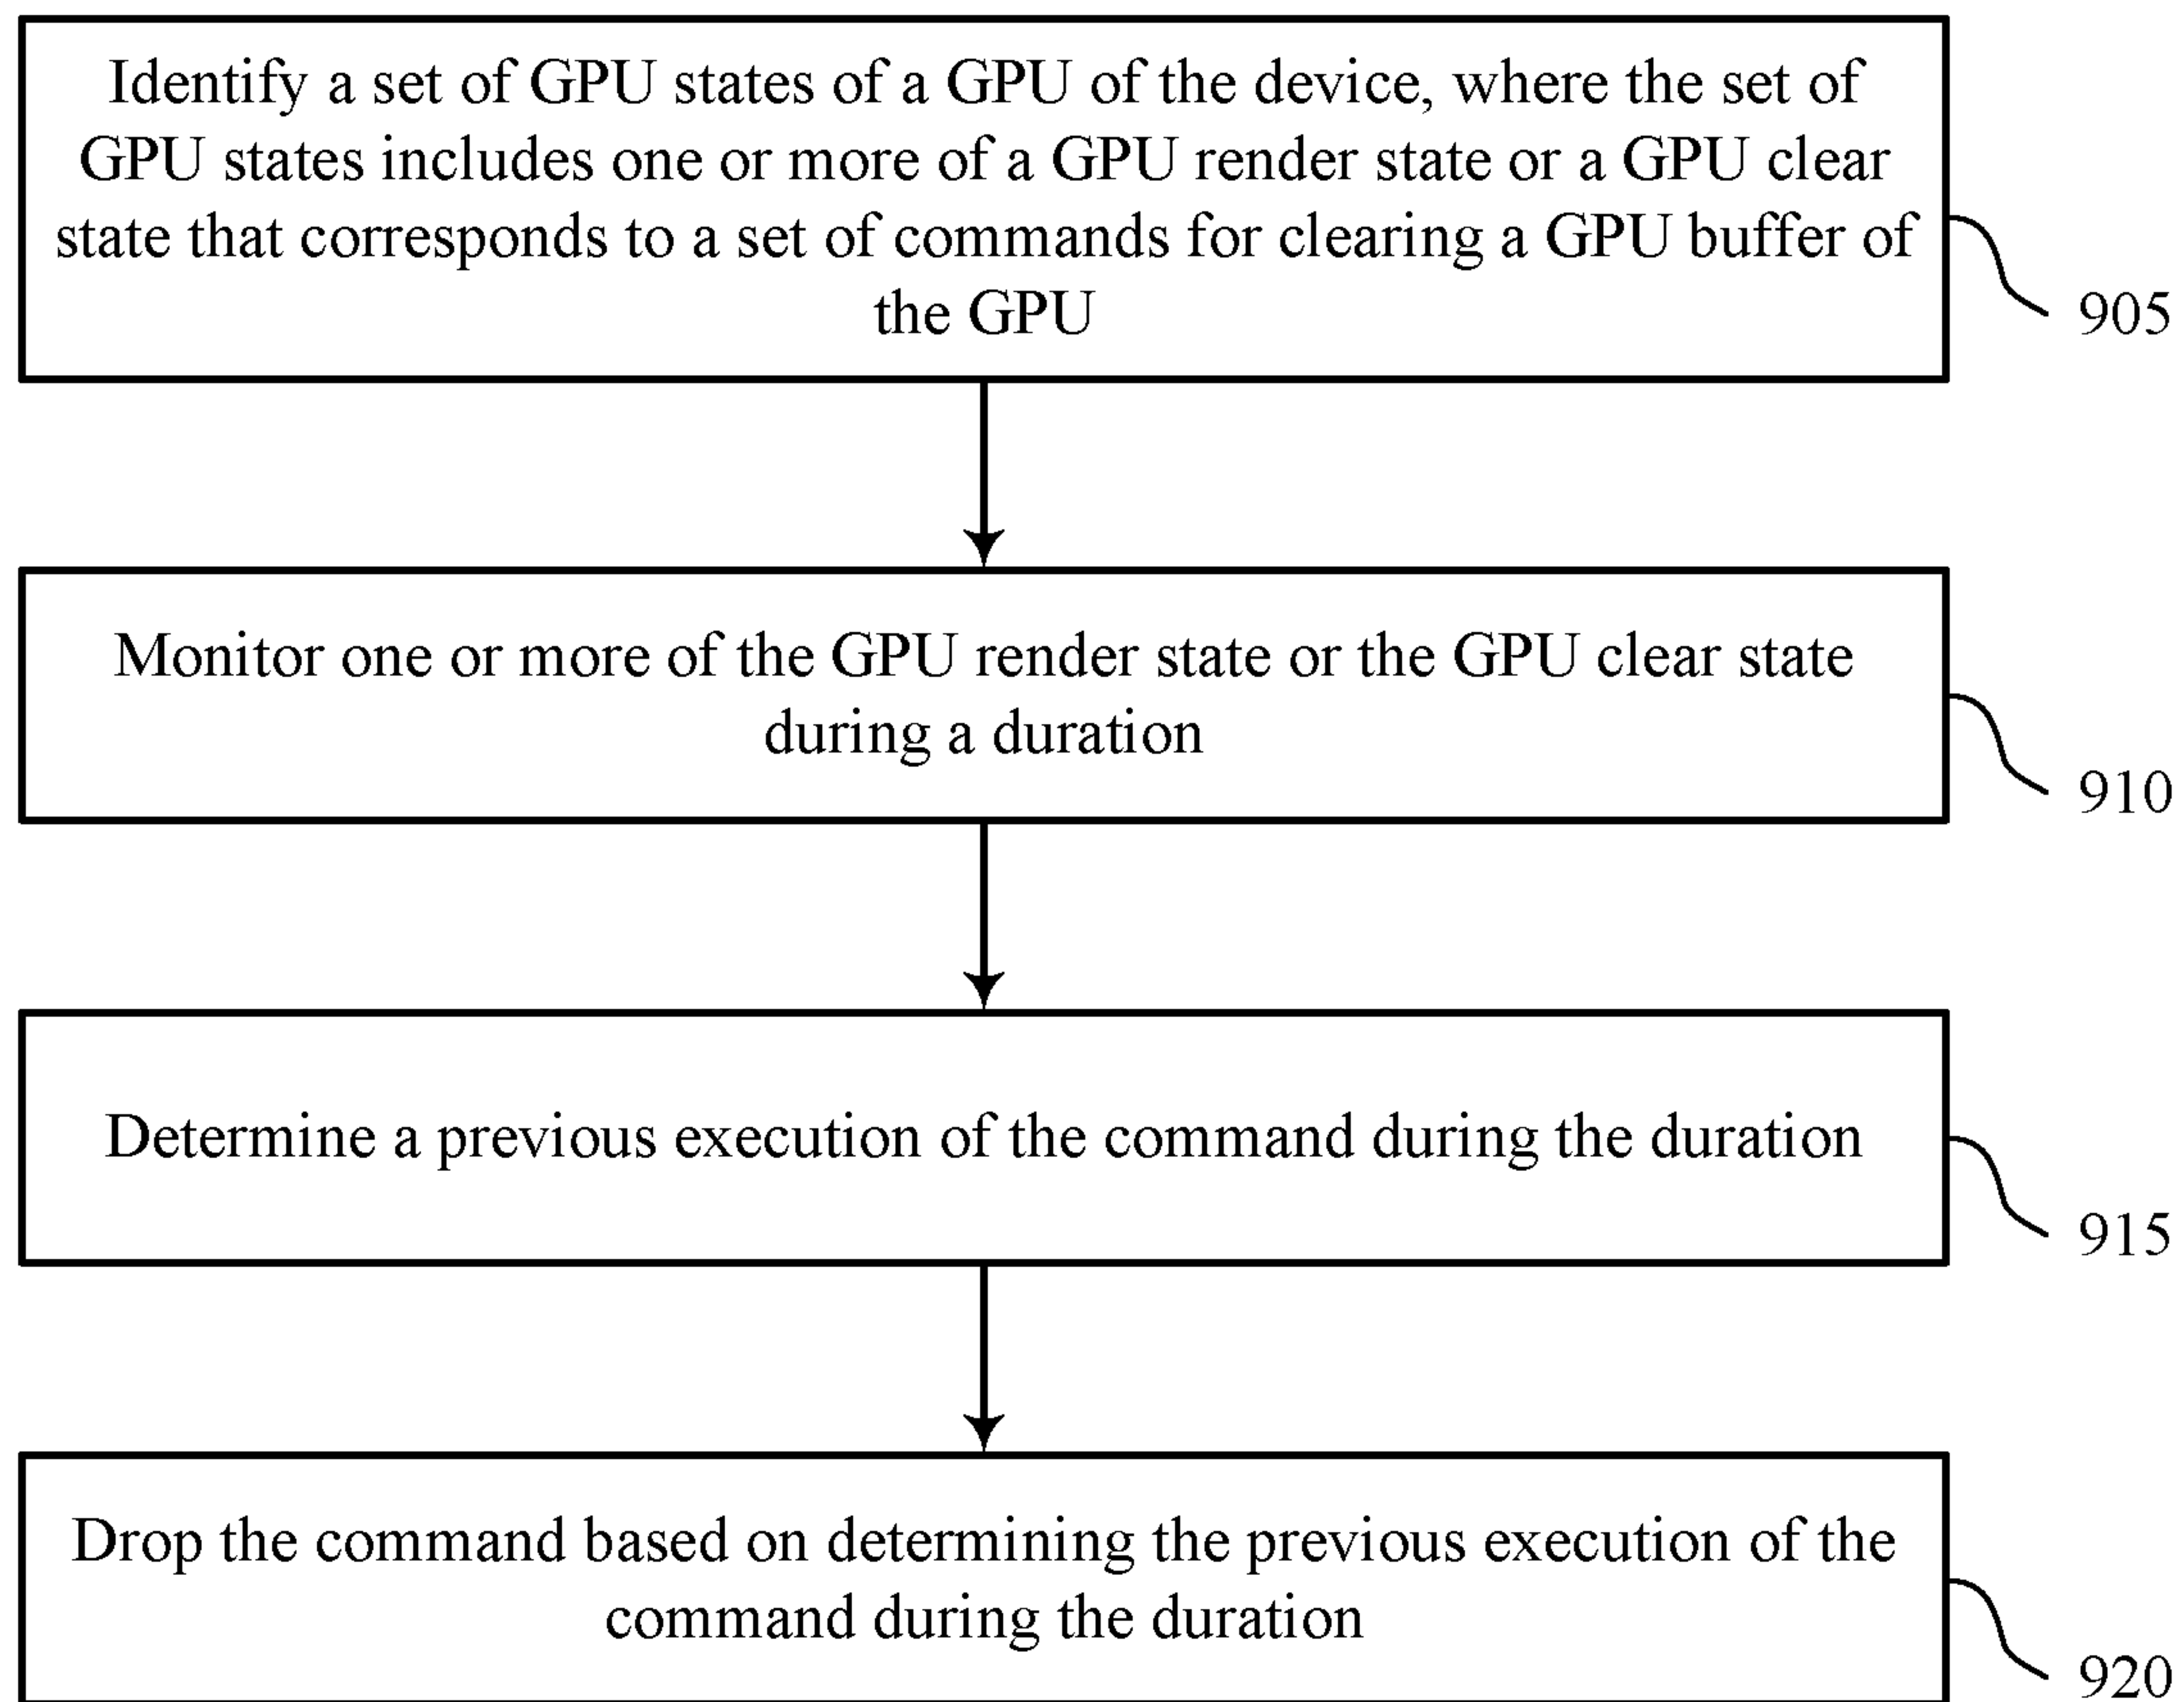 Identify a set of GPU states of a GPU of the device, where the set of
GPU states includes one or more of a GPU render state or a GPU clear
state that corresponds to a set of commands for clearing a GPU buffer of
the GPU
905
Monitor one or more of the GPU render state or the GPU clear state
during a duration
910
Determine a previous execution of the command during the duration
915
Drop the command based on determining the previous execution of the
command during the duration
920